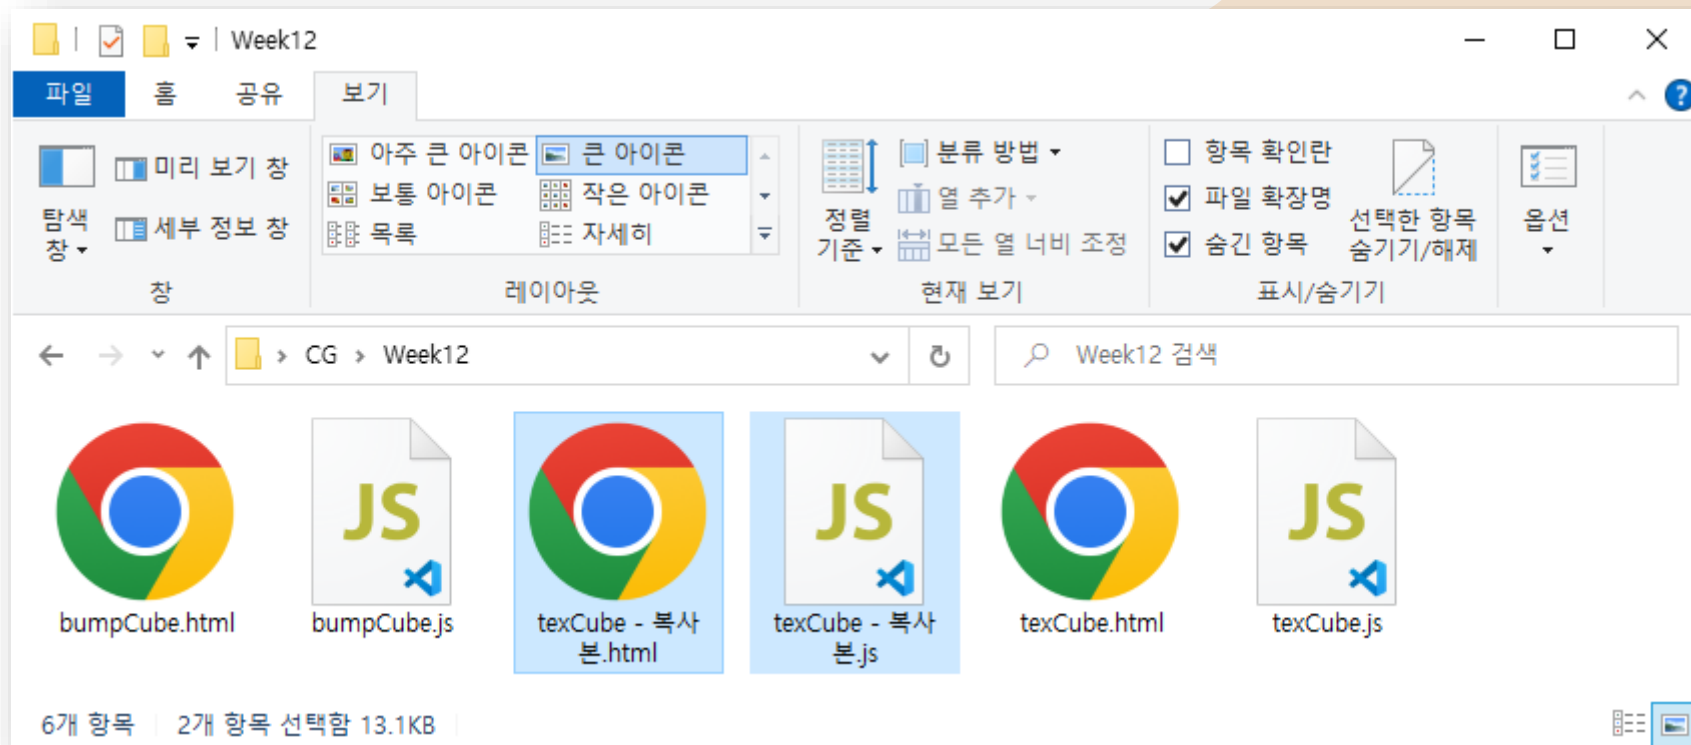 Week12
파일 홈 공유 보기
탐색 창
미리 보기 창
세부 정보 창
창
아주 큰 아이콘 큰 아이콘
보통 아이콘 작은 아이콘
목록 자세히
레이아웃
정렬
기준
분류 방법
열 추가
모든 열 너비 조정
현재 보기
항목 확인란
파일 확장명
숨긴 항목
선택한 항목
숨기기/해제
표시/숨기기
옵션
CG > Week12
Week12 검색
JS
JS
JS
bumpCube.html
bumpCube.js
texCube - 복사
본.html
texCube - 복사
본.js
texCube.html
texCube.js
6개 항목 2개 항목 선택함 13.1KB